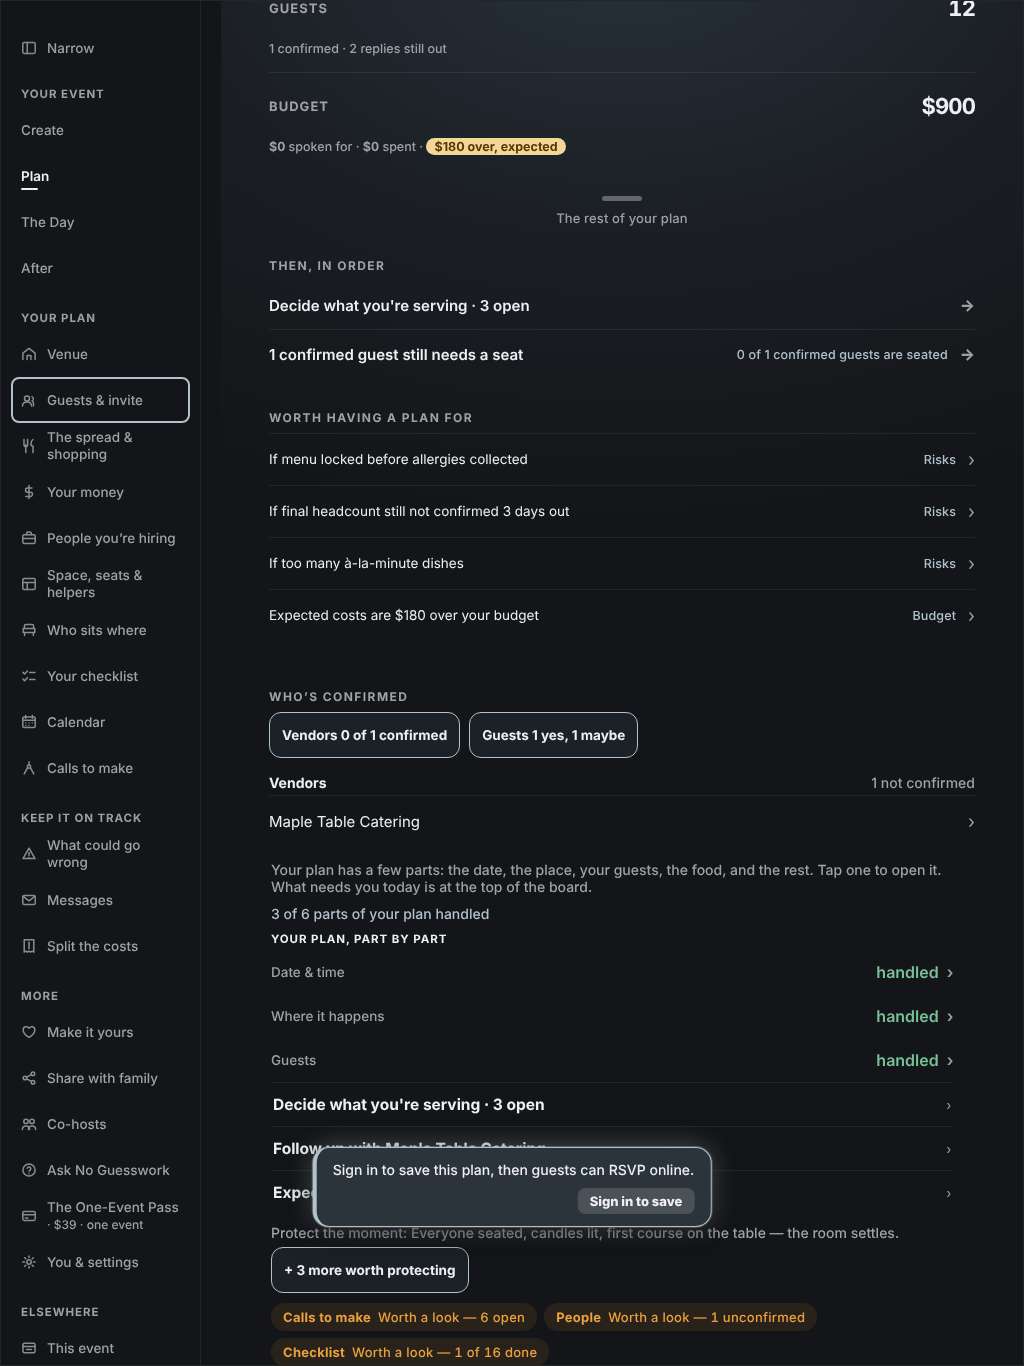 Narrow
YOUR EVENT
Create
Plan
The Day
After
YOUR PLAN
Venue
Guests & invite
The spread &
shopping
Your money
People you're hiring
Space, seats &
helpers
Who sits where
Your checklist
Calendar
Calls to make
KEEP IT ON TRACK
What could go
wrong
Messages
Split the costs
MORE
Make it yours
Share with family
Co-hosts
Ask No Guesswork
The One-Event Pass
· $39 · one event
You & settings
ELSEWHERE
This event
GUESTS 12
1 confirmed · 2 replies still out
BUDGET $900
$0 spoken for · $0 spent · $180 over, expected
The rest of your plan
THEN, IN ORDER
Decide what you're serving · 3 open
1 confirmed guest still needs a seat 0 of 1 confirmed guests are seated
WORTH HAVING A PLAN FOR
If menu locked before allergies collected Risks
If final headcount still not confirmed 3 days out Risks
If too many à-la-minute dishes Risks
Expected costs are $180 over your budget Budget
WHO'S CONFIRMED
Vendors 0 of 1 confirmed Guests 1 yes, 1 maybe
Vendors 1 not confirmed
Maple Table Catering
Your plan has a few parts: the date, the place, your guests, the food, and the rest. Tap one to open it.
What needs you today is at the top of the board.
3 of 6 parts of your plan handled
YOUR PLAN, PART BY PART
Date & time handled
Where it happens handled
Guests handled
Decide what you're serving · 3 open
Follow up with Maple Table Catering
Sign in to save this plan, then guests can RSVP online.
Sign in to save
Protect the moment: Everyone seated, candles lit, first course on the table — the room settles.
+ 3 more worth protecting
Calls to make Worth a look — 6 open People Worth a look — 1 unconfirmed
Checklist Worth a look — 1 of 16 done